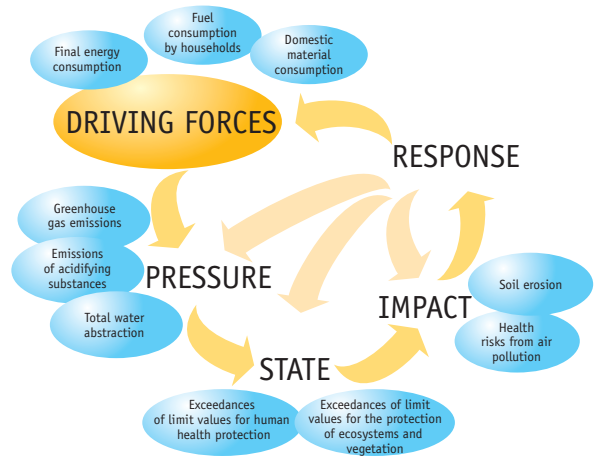 Fuel
consumption
by households
Final energy
consumption
Domestic
material
consumption
DRIVING FORCES
RESPONSE
Greenhouse
gas emissions
Emissions
of acidifying
substances
PRESSURE
Total water
abstraction
IMPACT
Soil erosion
Health
risks from air
pollution
STATE
Exceedances
of limit values for human
health protection
Exceedances of limit
values for the protection
of ecosystems and
vegetation